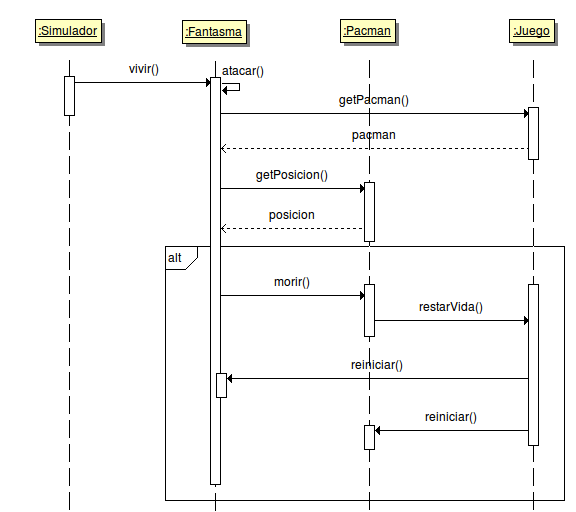 :Simulador
:Fantasma
:Pacman
:Juego
vivir()
atacar()
getPacman()
pacman
getPosicion()
posicion
alt
morir()
restarVida()
reiniciar()
reiniciar()